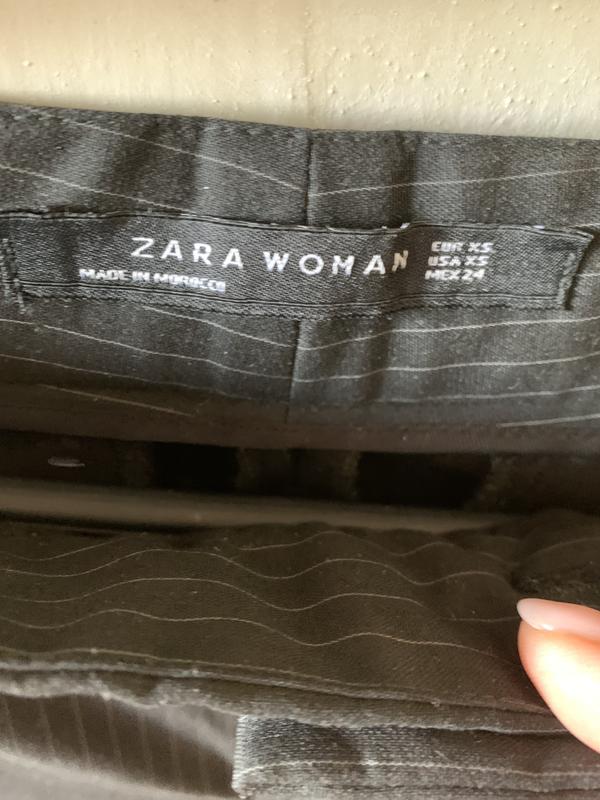 ZARA WOMAN
MADE IN MOROCCO
EUR XS
USA XS
MEX 24